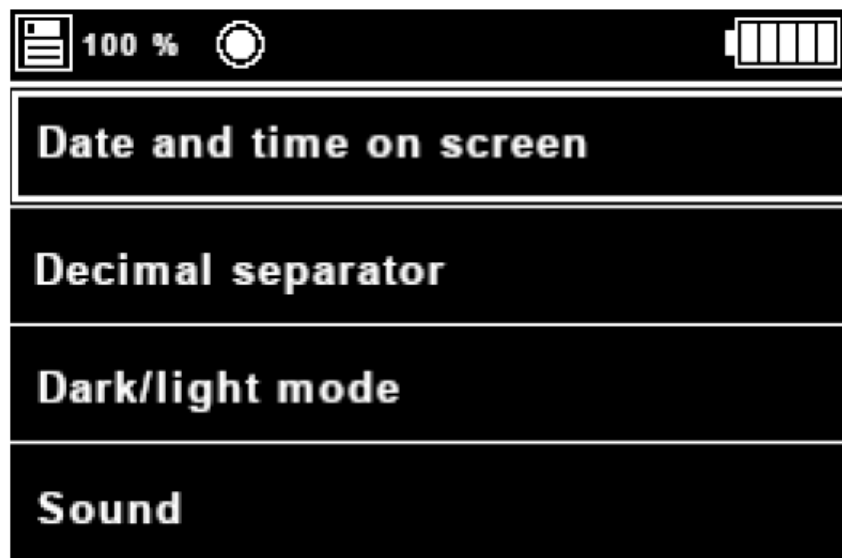 100 %
Date and time on screen
Decimal separator
Dark/light mode
Sound